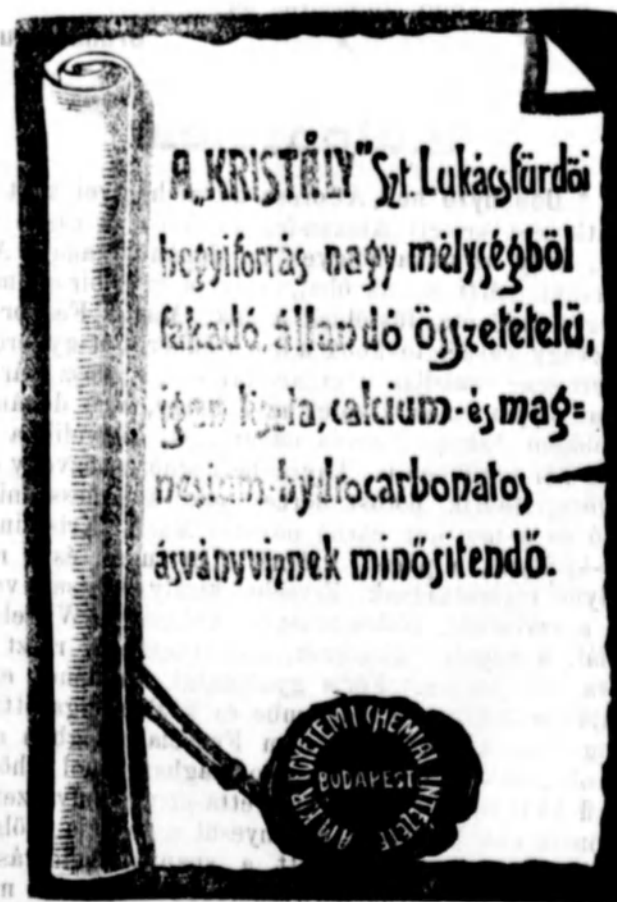 A „KRISTÁLY" Szt. Lukácsfürdői
hegyiforrás nagy mélységből
fakadó, állandó összetételű,
igen tiszta, calcium- és mag=
nesium-hydrocarbonatos
ásványviznek minősitendő.
A M. KIR. EGYETEMI CHEMIAI INTÉZETE
BUDAPEST